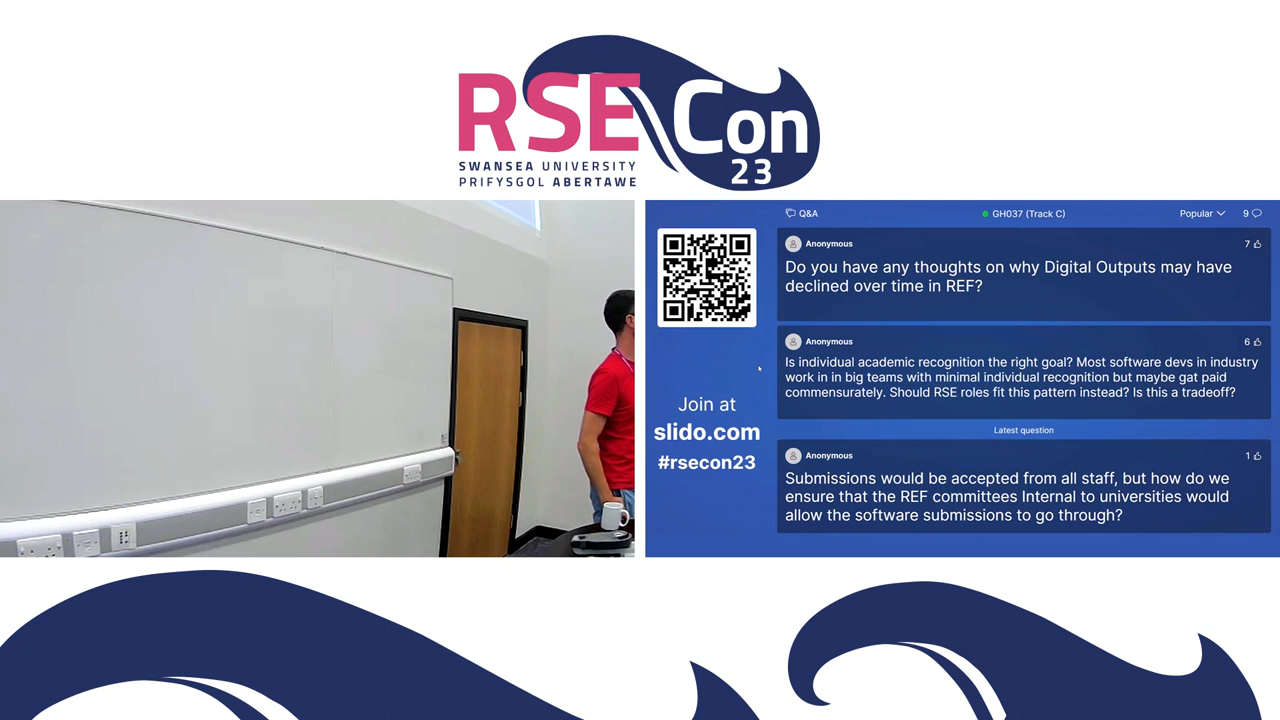 RSE Con
23
SWANSEA UNIVERSITY
PRIFYSGOL ABERTAWE
Q&A
GH037 (Track C)
Popular
9
Join at
slido.com
#rsecon23
Anonymous
7
Do you have any thoughts on why Digital Outputs may have
declined over time in REF?
Anonymous
6
Is individual academic recognition the right goal? Most software devs in industry
work in in big teams with minimal individual recognition but maybe gat paid
commensurately. Should RSE roles fit this pattern instead? Is this a tradeoff?
Latest question
Anonymous
1
Submissions would be accepted from all staff, but how do we
ensure that the REF committees Internal to universities would
allow the software submissions to go through?